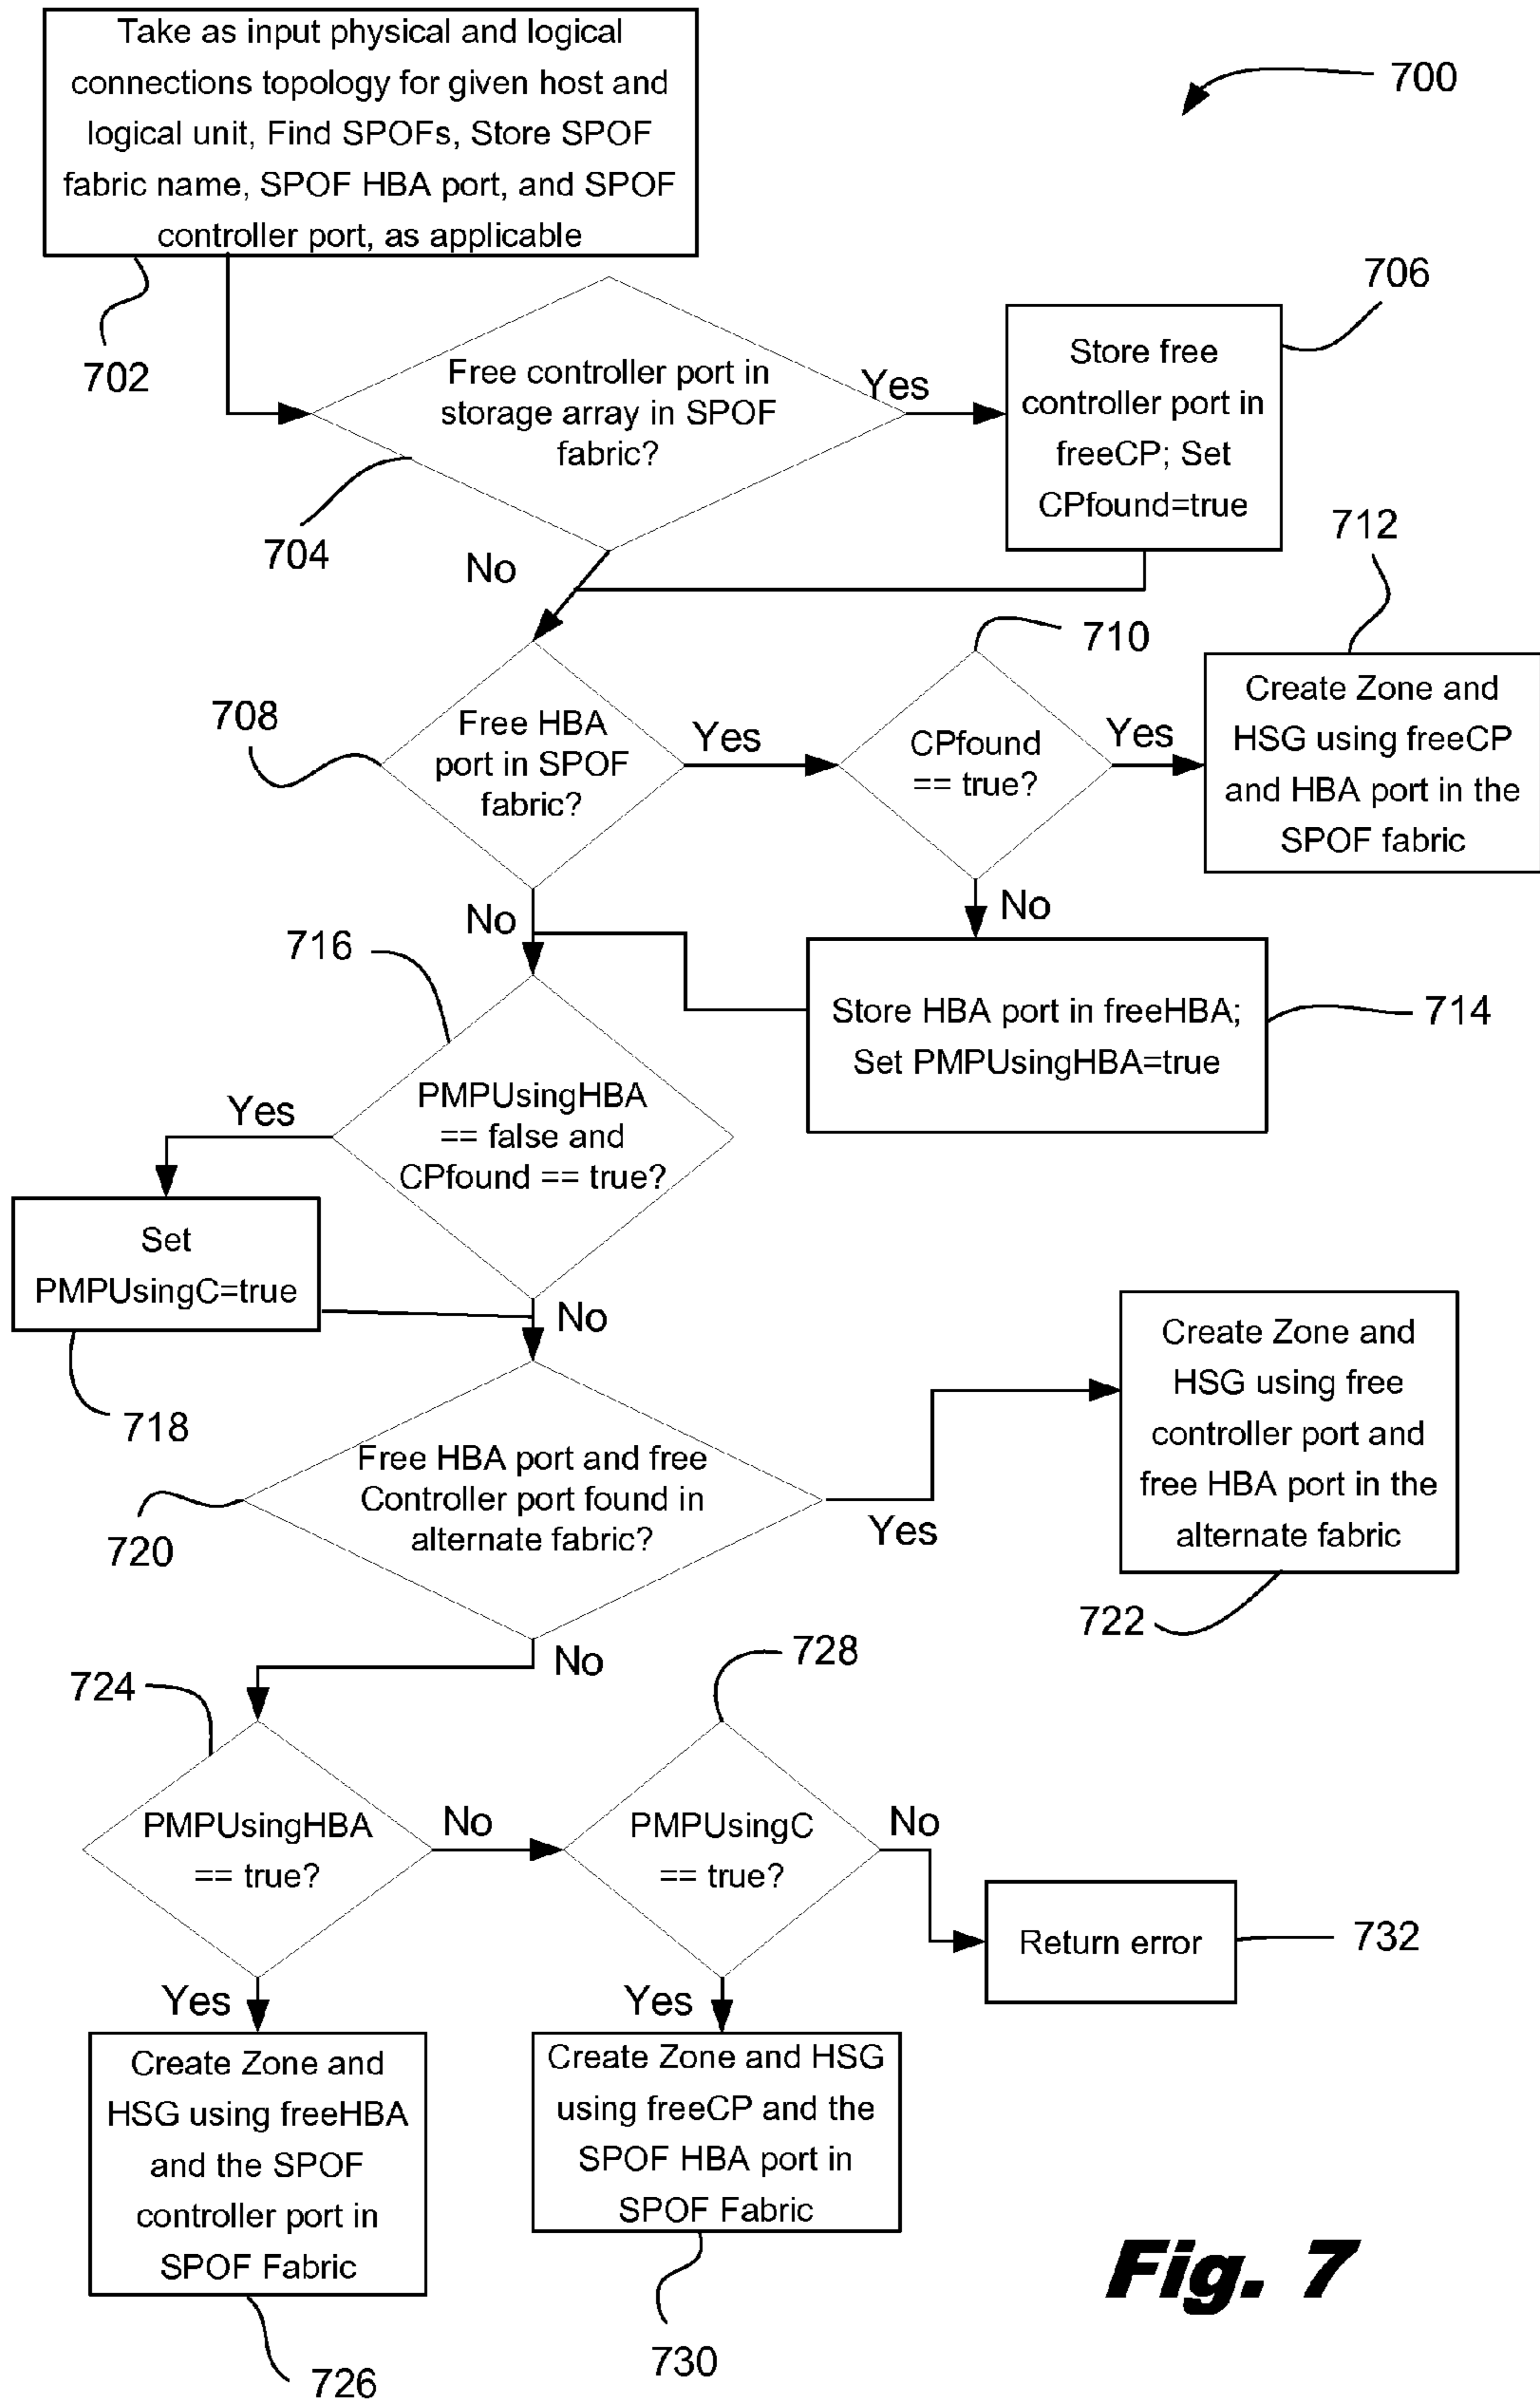 Take as input physical and logical
connections topology for given host and
logical unit, Find SPOFs, Store SPOF
fabric name, SPOF HBA port, and SPOF
controller port, as applicable
700
702
Free controller port in
storage array in SPOF
fabric?
Yes
704
No
706
Store free
controller port in
freeCP; Set
CPfound=true
708
Free HBA
port in SPOF
fabric?
Yes
No
710
CPfound
== true?
Yes
No
712
Create Zone and
HSG using freeCP
and HBA port in the
SPOF fabric
Store HBA port in freeHBA;
Set PMPUsingHBA=true
714
716
PMPUsingHBA
== false and
CPfound == true?
Yes
No
Set
PMPUsingC=true
718
Free HBA port and free
Controller port found in
alternate fabric?
720
Yes
No
Create Zone and
HSG using free
controller port and
free HBA port in the
alternate fabric
722
724
PMPUsingHBA
== true?
No
Yes
728
PMPUsingC
== true?
No
Yes
Return error
732
Create Zone and
HSG using freeHBA
and the SPOF
controller port in
SPOF Fabric
726
Create Zone and HSG
using freeCP and the
SPOF HBA port in
SPOF Fabric
730
Fig. 7